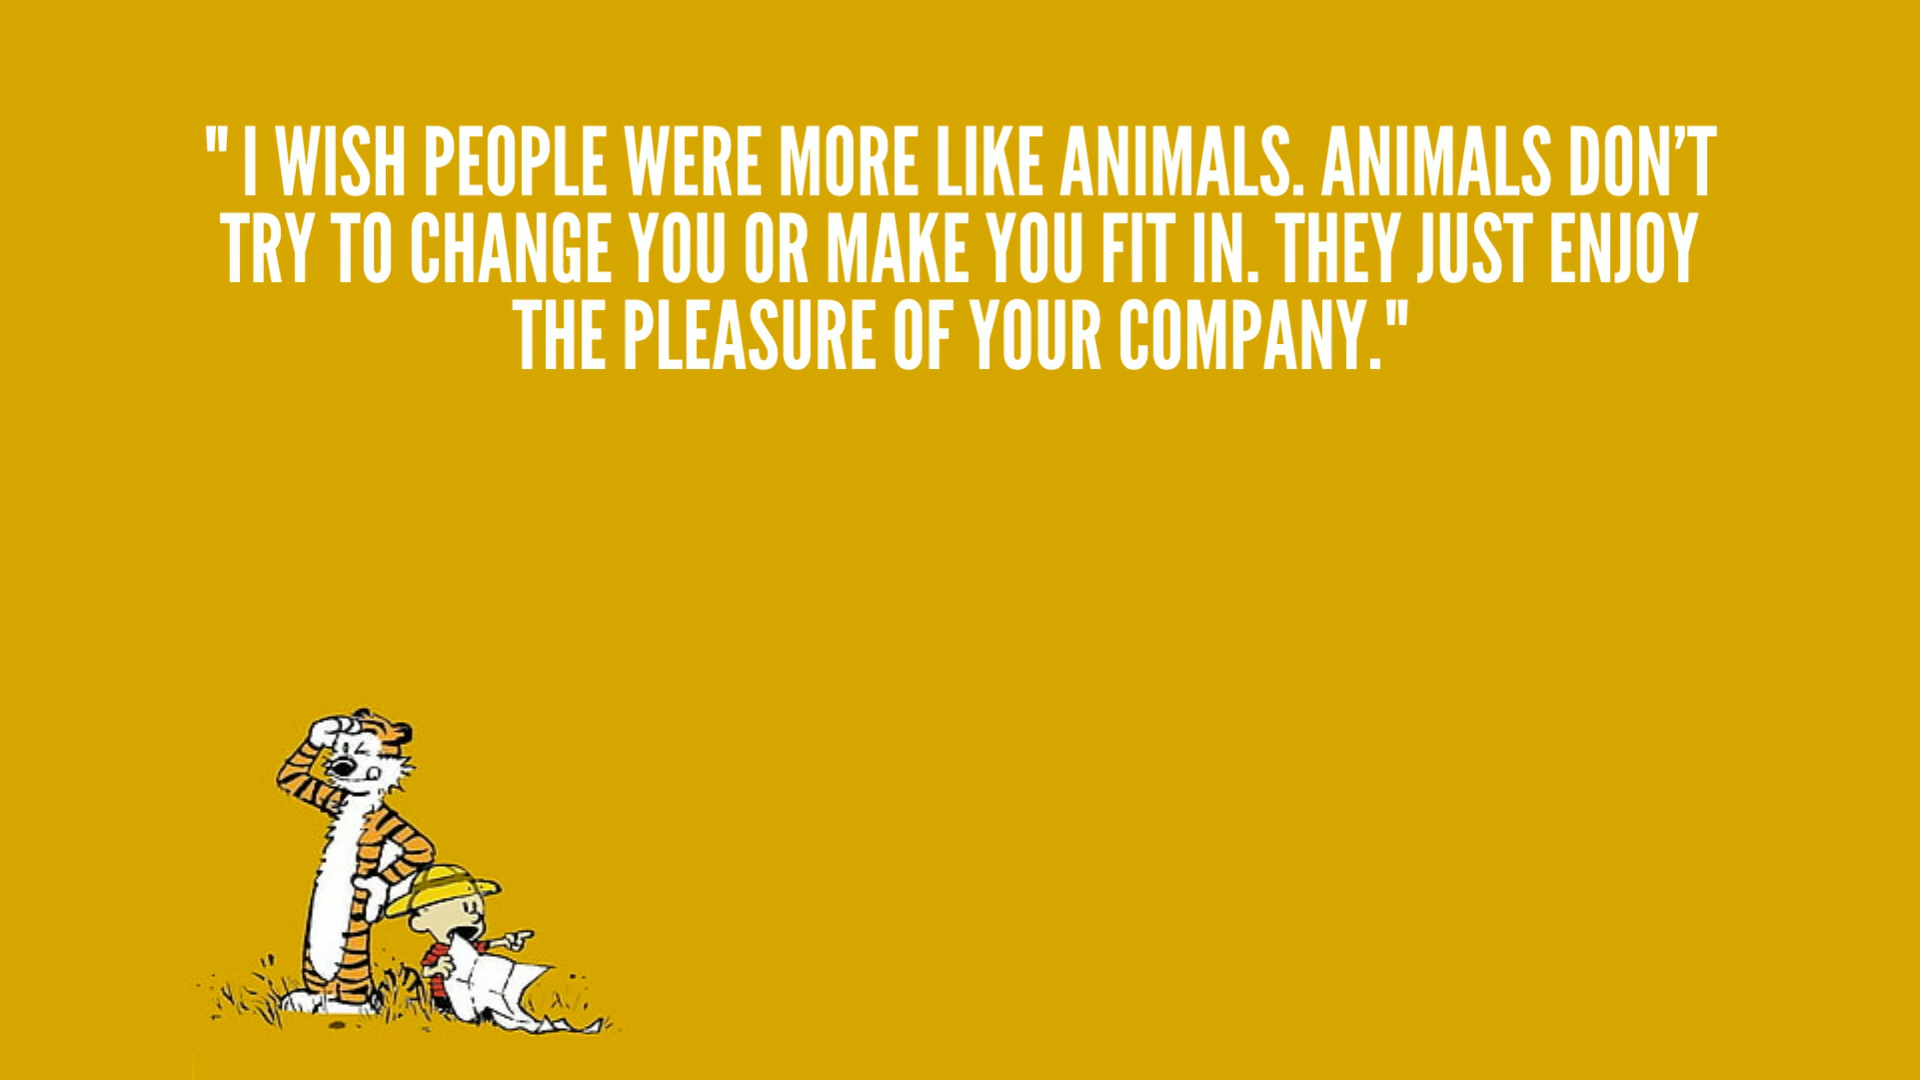 " I WISH PEOPLE WERE MORE LIKE ANIMALS. ANIMALS DON’T
TRY TO CHANGE YOU OR MAKE YOU FIT IN. THEY JUST ENJOY
THE PLEASURE OF YOUR COMPANY."